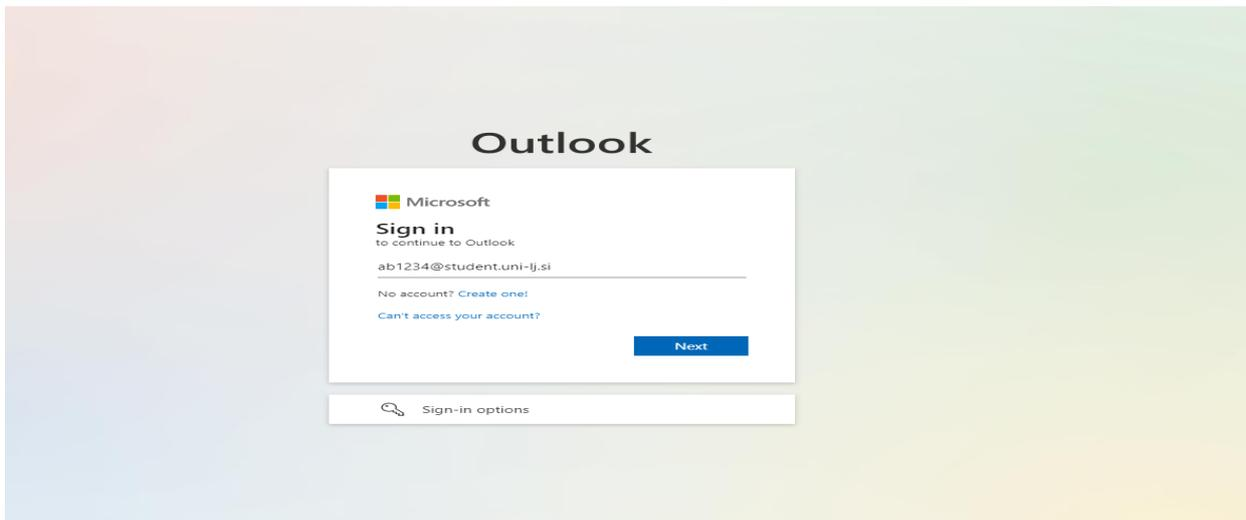 Outlook
Microsoft
Sign in
to continue to Outlook
ab1234@student.uni-lj.si
No account? Create one!
Can't access your account?
Next
Sign-in options